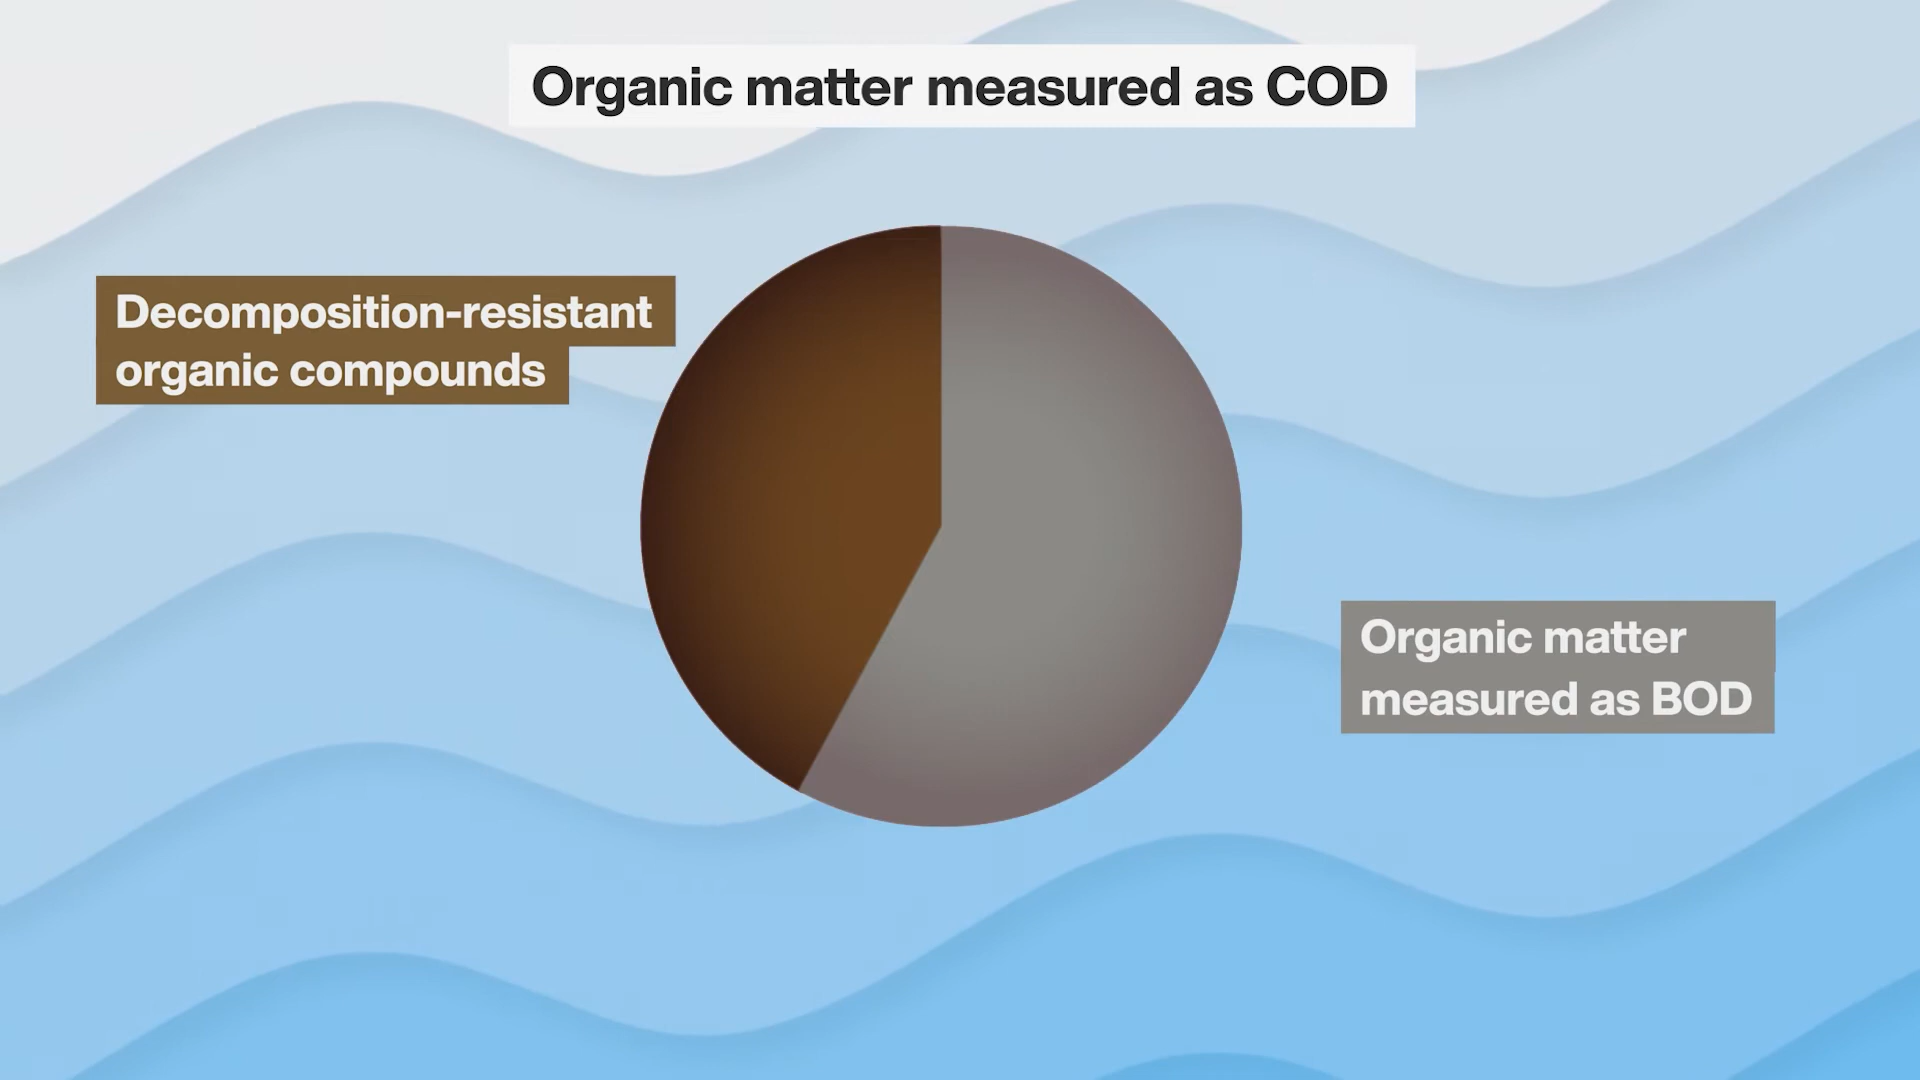 Organic matter measured as COD
Decomposition-resistant
organic compounds
Organic matter
measured as BOD